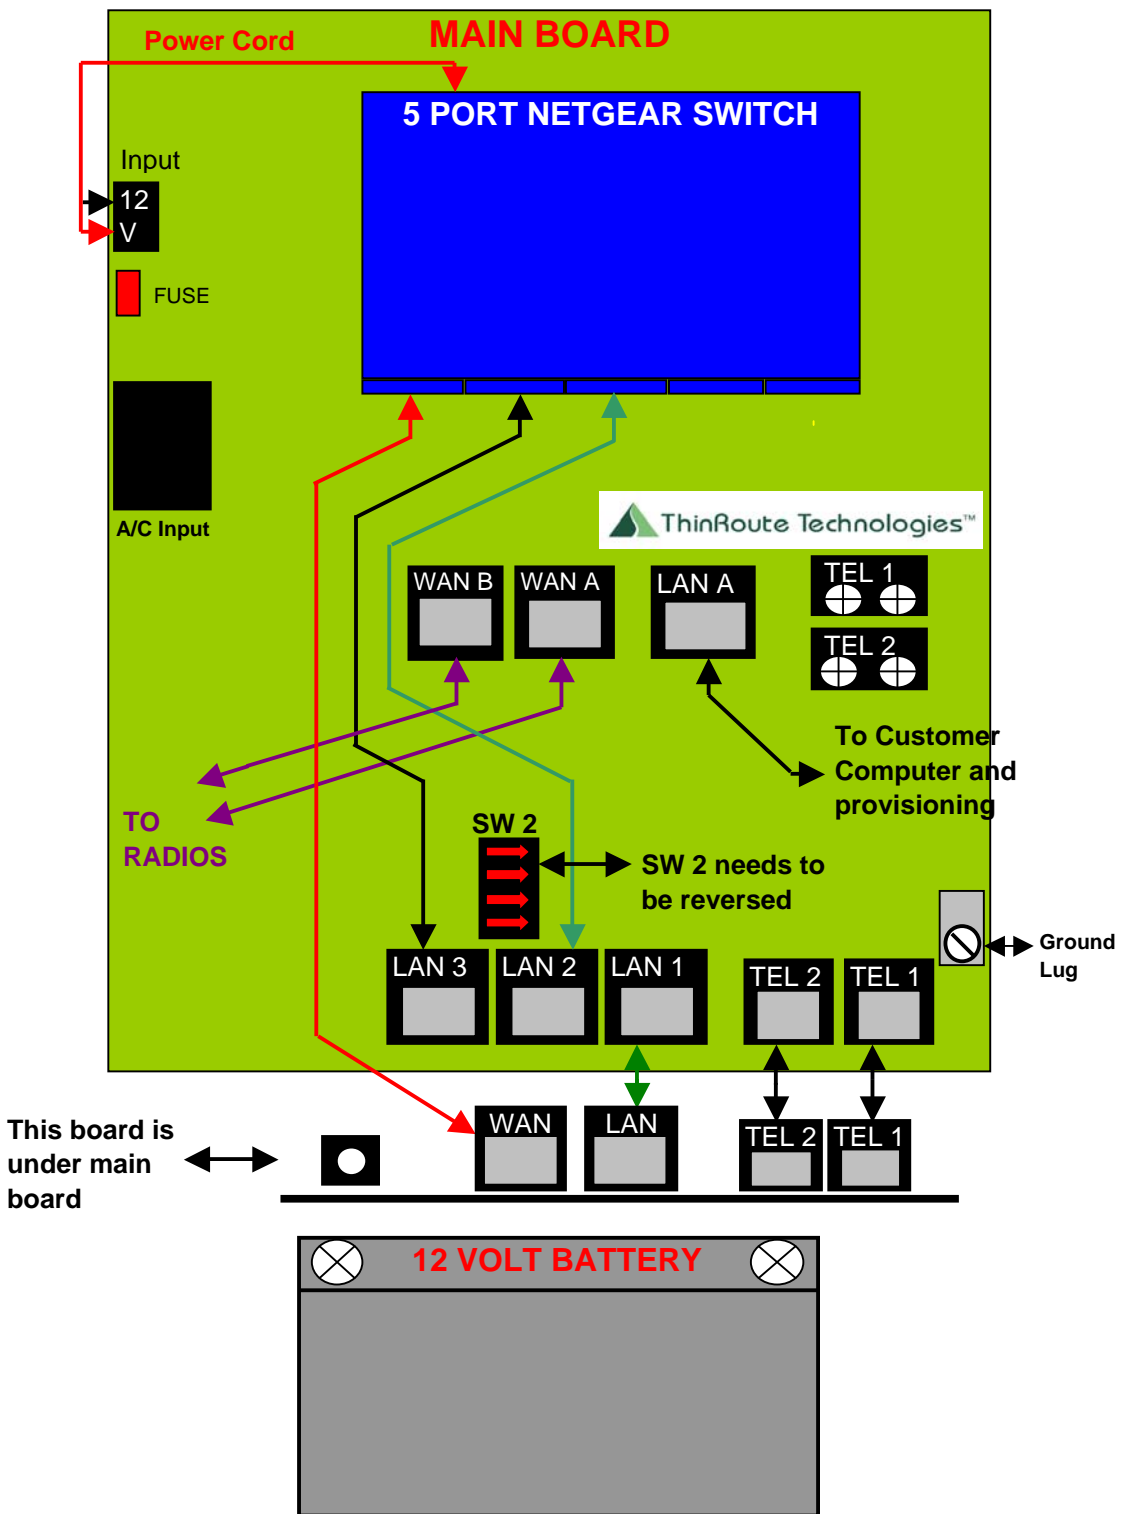 Power Cord
MAIN BOARD
5 PORT NETGEAR SWITCH
Input
12
V
FUSE
A/C Input
ThinRoute Technologies™
WAN B
WAN A
LAN A
TEL 1
TEL 2
To Customer
Computer and
provisioning
TO
RADIOS
SW 2
SW 2 needs to
be reversed
Ground
Lug
LAN 3
LAN 2
LAN 1
TEL 2
TEL 1
This board is
under main
board
WAN
LAN
TEL 2
TEL 1
12 VOLT BATTERY